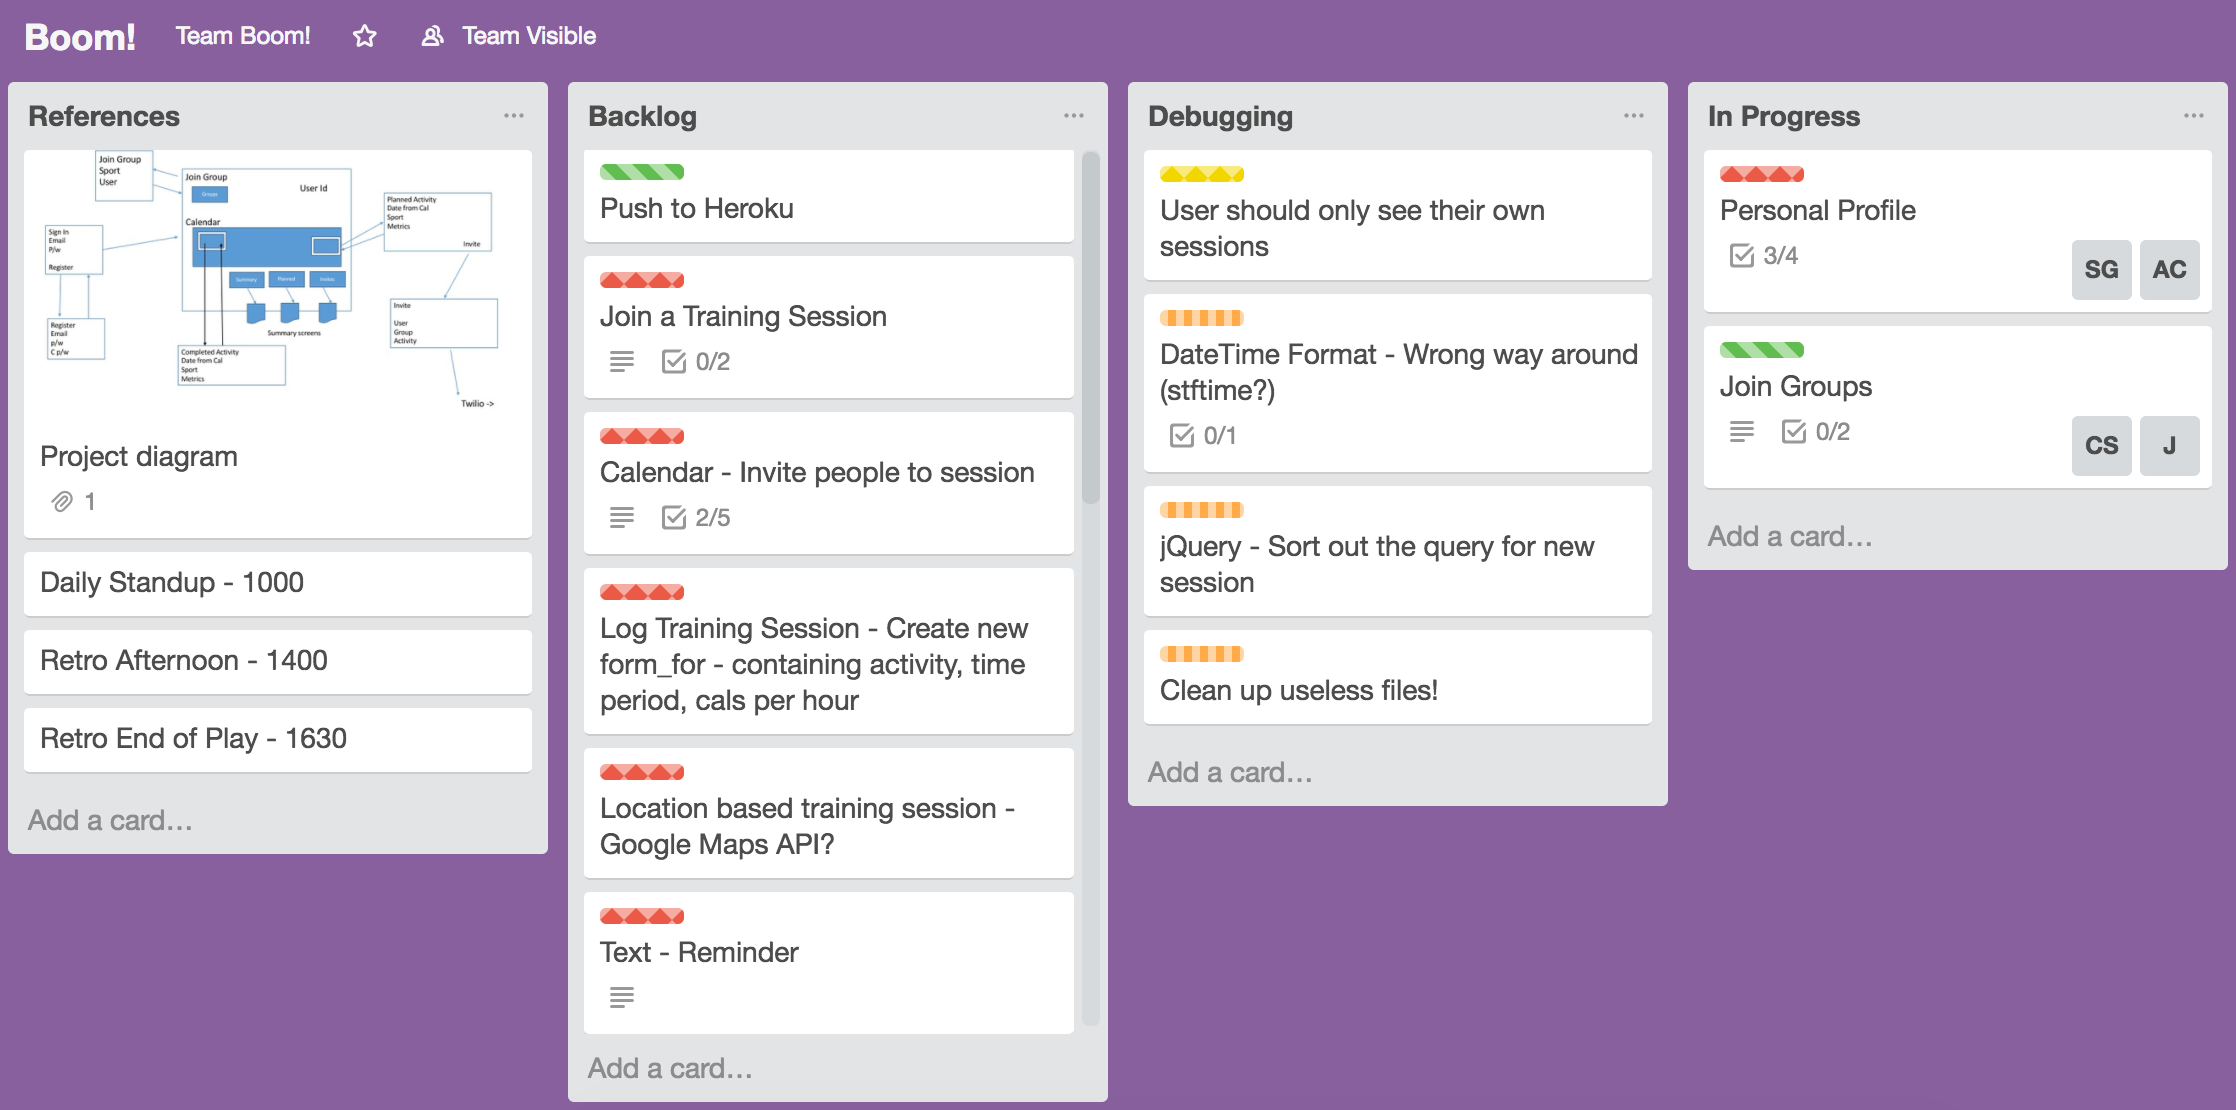 Boom!
Team Boom!
Team Visible
References
Join Group
Sport
User
Join Group
Groups
User Id
Calendar
Sign In
Email
P/w
Register
Planned Activity
Date from Cal
Sport
Metrics
Invite
Summary
Planned
Invites
Summary screens
Register
Email
p/w
C p/w
Completed Activity
Date from Cal
Sport
Metrics
Invite
User
Group
Activity
Twilio ->
Project diagram
1
Daily Standup - 1000
Retro Afternoon - 1400
Retro End of Play - 1630
Add a card...
Backlog
Push to Heroku
Join a Training Session
0/2
Calendar - Invite people to session
2/5
Log Training Session - Create new
form_for - containing activity, time
period, cals per hour
Location based training session -
Google Maps API?
Text - Reminder
Add a card...
Debugging
User should only see their own
sessions
DateTime Format - Wrong way around
(stftime?)
0/1
jQuery - Sort out the query for new
session
Clean up useless files!
Add a card...
In Progress
Personal Profile
3/4
SG
AC
Join Groups
0/2
CS
J
Add a card...